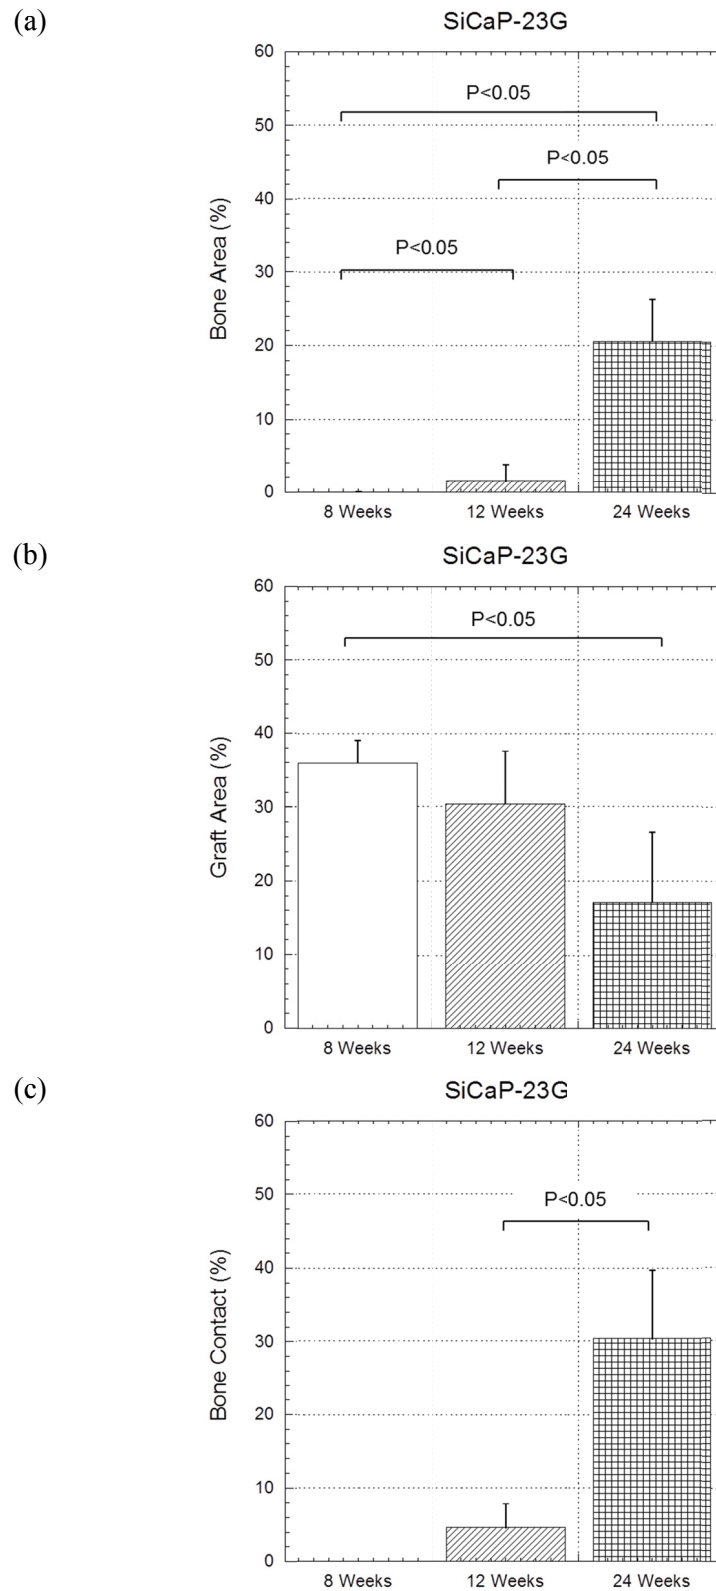 (a)
SiCaP-23G
60
50
40
30
20
10
0
Bone Area (%)
P<0.05
P<0.05
P<0.05
8 Weeks 12 Weeks 24 Weeks
(b)
SiCaP-23G
60
50
40
30
20
10
0
Graft Area (%)
P<0.05
8 Weeks 12 Weeks 24 Weeks
(c)
SiCaP-23G
60
50
40
30
20
10
0
Bone Contact (%)
P<0.05
8 Weeks 12 Weeks 24 Weeks